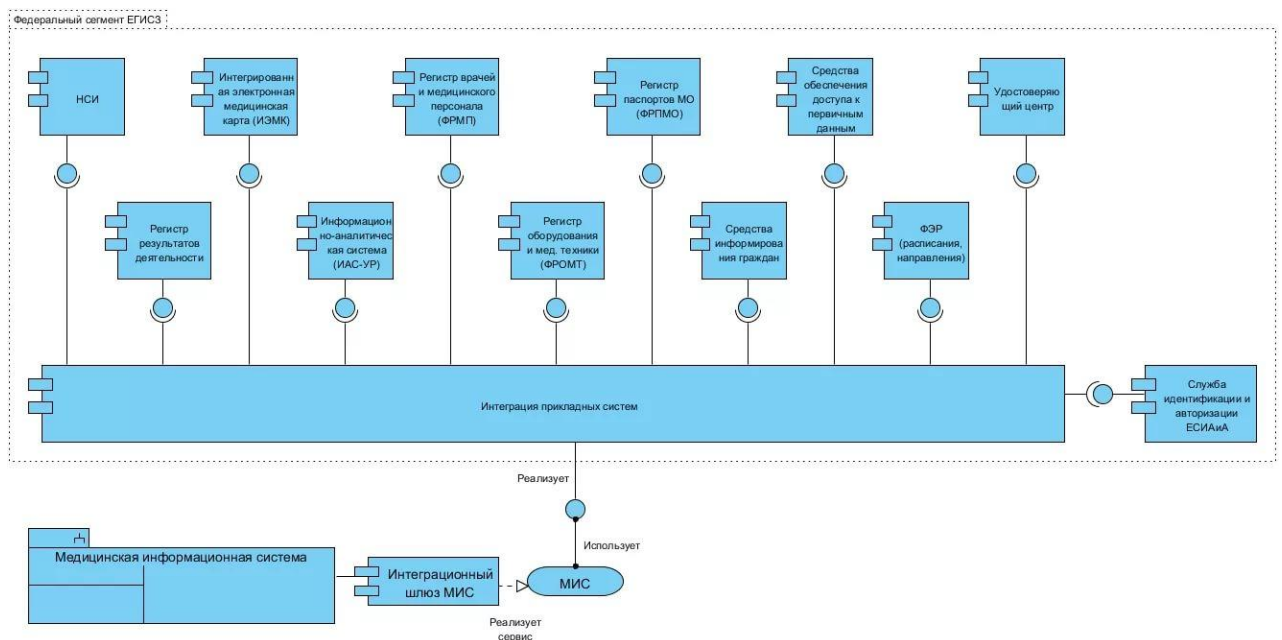 Федеральный сегмент ЕГИСЗ
НСИ
Интегрированн
ая электронная
медицинская
карта (ИЭМК)
Регистр врачей
и медицинского
персонала
(ФРМП)
Регистр
паспортов МО
(ФРПМО)
Средства
обеспечения
доступа к
первичным
данным
Удостоверяю
щий центр
Регистр
результатов
деятельности
Информацион
но-аналитичес
кая система
(ИАС-УР)
Регистр
оборудования
и мед. техники
(ФРОМТ)
Средства
информирова
ния граждан
ФЭР
(расписания,
направления)
Интеграция прикладных систем
Служба
идентификации и
авторизации
ЕСИАиА
Реализует
Использует
Медицинская информационная система
Интеграционный
шлюз МИС
МИС
Реализует
сервис